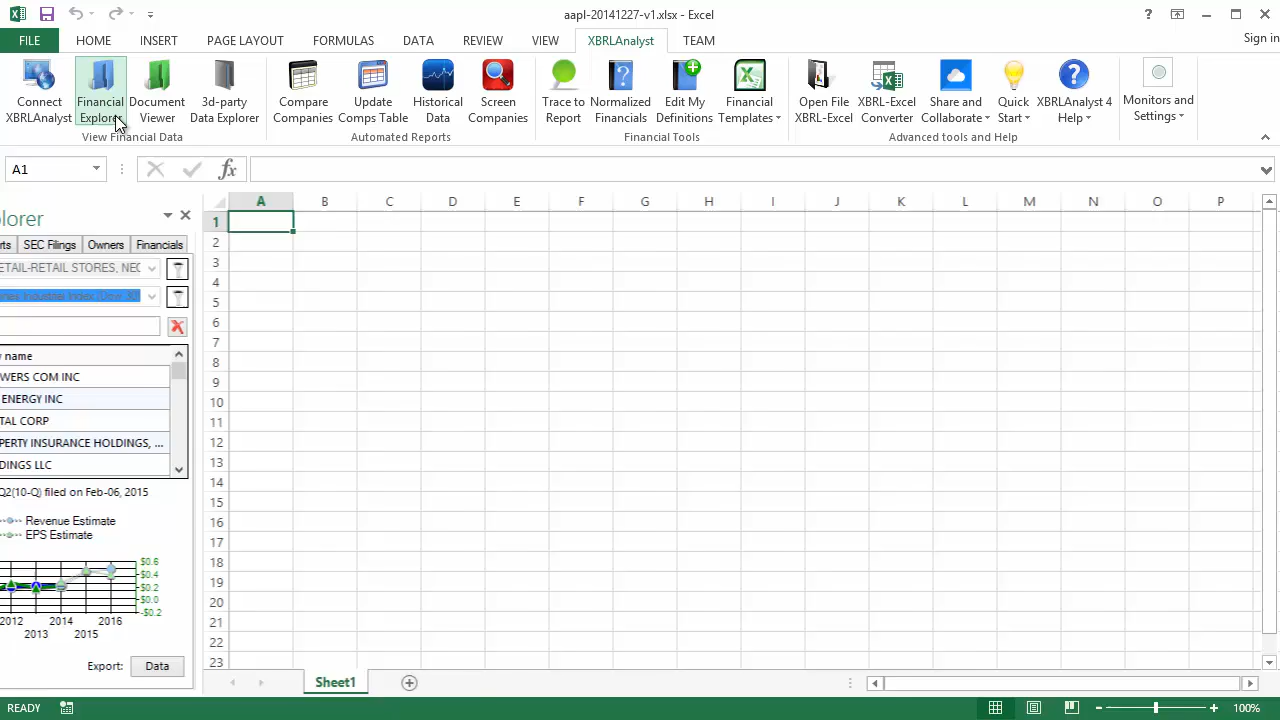 aapl-20141227-v1.xlsx - Excel
FILE HOME INSERT PAGE LAYOUT FORMULAS DATA REVIEW VIEW XBRLAnalyst TEAM Sign in
Connect XBRLAnalyst
Financial Explorer
Document Viewer
3d-party Data Explorer
View Financial Data
Compare Companies
Update Comps Table
Historical Data
Screen Companies
Automated Reports
Trace to Report
Normalized Financials
Edit My Definitions
Financial Templates
Financial Tools
Open File XBRL-Excel
XBRL-Excel Converter
Share and Collaborate
Quick Start
XBRLAnalyst 4 Help
Advanced tools and Help
Monitors and Settings
A1
fx
lorer
rts SEC Filings Owners Financials
ETAIL-RETAIL STORES, NEC
name
WERS COM INC
ENERGY INC
TAL CORP
PERTY INSURANCE HOLDINGS, ...
DINGS LLC
Q2(10-Q) filed on Feb-06, 2015
Revenue Estimate
EPS Estimate
$0.6
$0.4
$0.2
$0.0
-$0.2
2012 2014 2016
2013 2015
Export: Data
A B C D E F G H I J K L M N O P
1
2
3
4
5
6
7
8
9
10
11
12
13
14
15
16
17
18
19
20
21
22
23
Sheet1
READY
100%